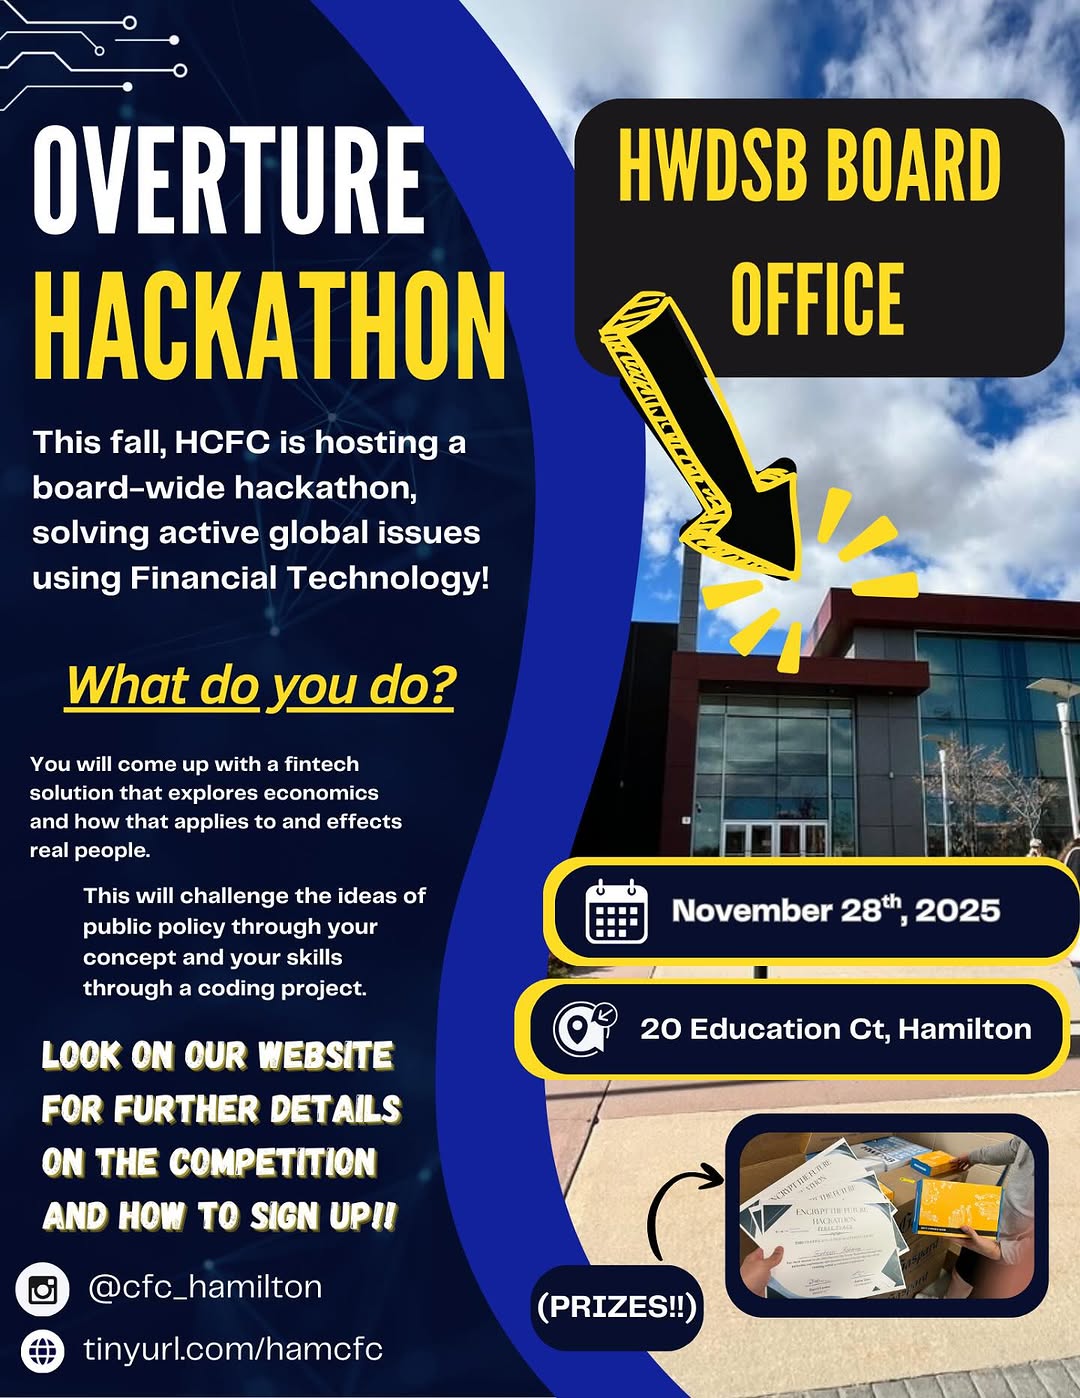 OVERTURE
HACKATHON
This fall, HCFC is hosting a
board-wide hackathon,
solving active global issues
using Financial Technology!
What do you do?
You will come up with a fintech
solution that explores economics
and how that applies to and effects
real people.
This will challenge the ideas of
public policy through your
concept and your skills
through a coding project.
LOOK ON OUR WEBSITE
FOR FURTHER DETAILS
ON THE COMPETITION
AND HOW TO SIGN UP!!
@cfc_hamilton
tinyurl.com/hamcfc
HWDSB BOARD
OFFICE
November 28th, 2025
20 Education Ct, Hamilton
ENCRYPT THE FUTURE
HACKATHON
(PRIZES!!)